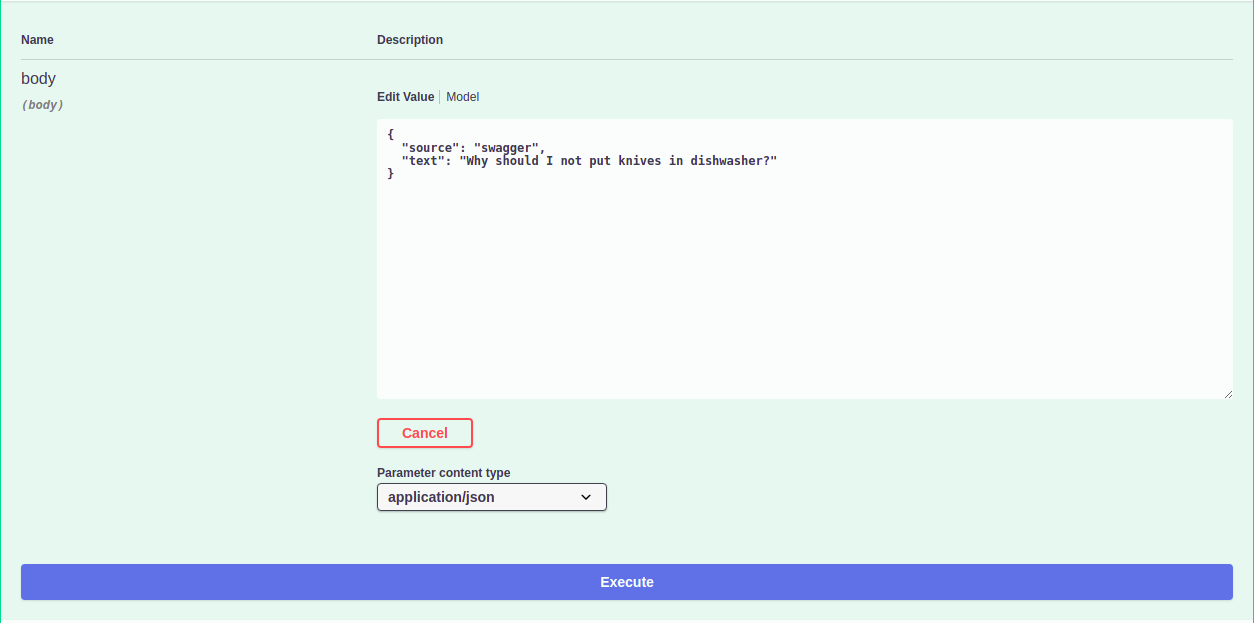 Name Description
body
(body)
Edit Value Model
{
  "source": "swagger",
  "text": "Why should I not put knives in dishwasher?"
}
Cancel
Parameter content type
application/json
Execute